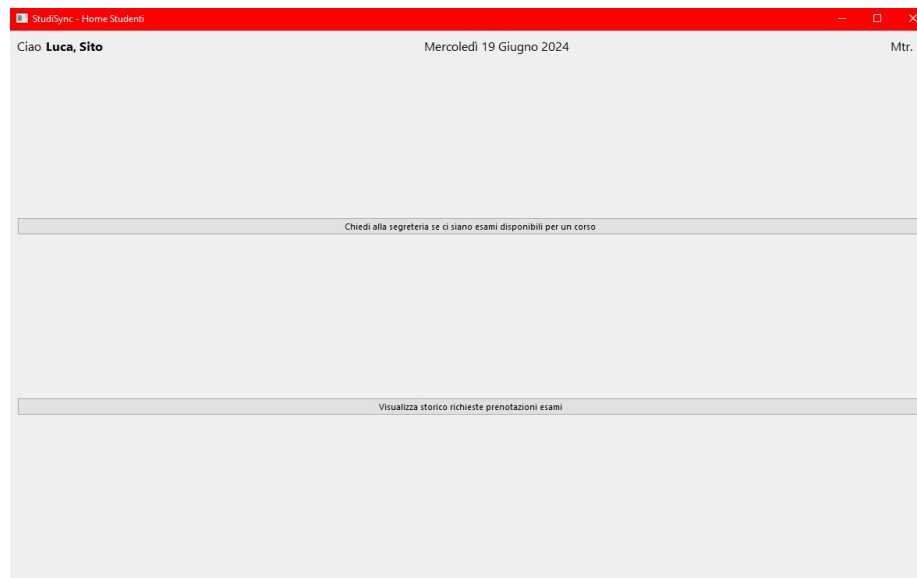 StudiSync - Home Studenti
Ciao Luca, Sito Mercoledì 19 Giugno 2024 Mtr.
Chiedi alla segreteria se ci siano esami disponibili per un corso
Visualizza storico richieste prenotazioni esami